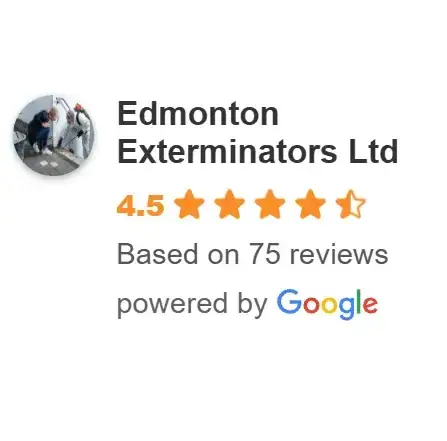 Edmonton
Exterminators Ltd
4.5
Based on 75 reviews
powered by Google